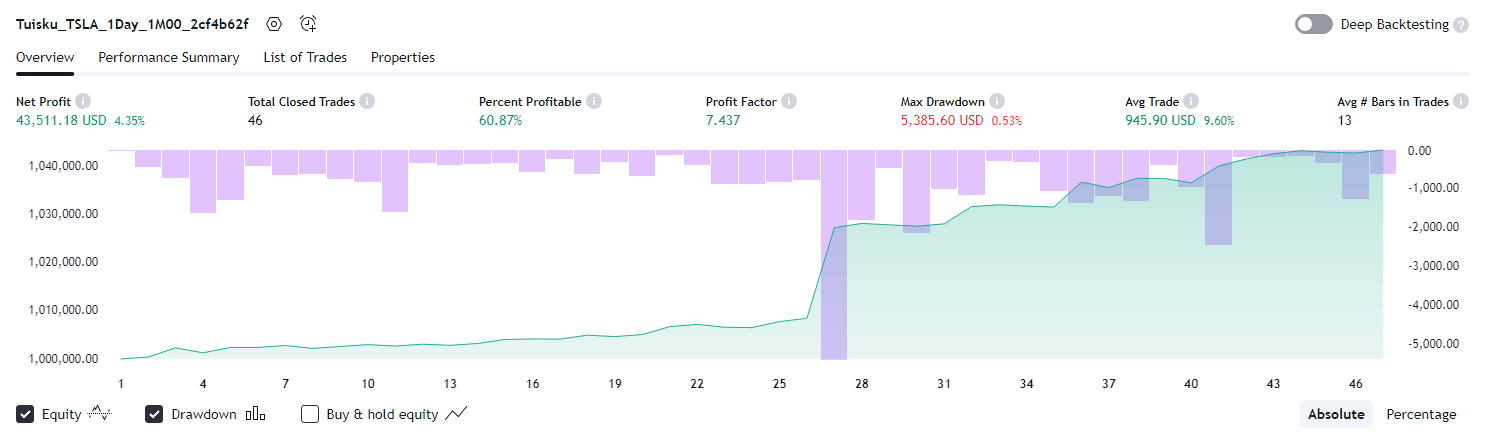 Tuisku_TSLA_1Day_1M00_2cf4b62f
Deep Backtesting ?
Overview Performance Summary List of Trades Properties
Net Profit Total Closed Trades Percent Profitable Profit Factor Max Drawdown Avg Trade Avg # Bars in Trades
43,511.18 USD 4.35% 46 60.87% 7.437 5,385.60 USD 0.53% 945.90 USD 9.60% 13
1,040,000.00 0.00
1,030,000.00 -1,000.00
1,020,000.00 -2,000.00
1,010,000.00 -3,000.00
1,000,000.00 -4,000.00
-5,000.00
1 4 7 10 13 16 19 22 25 28 31 34 37 40 43 46
Equity Drawdown Buy & hold equity Absolute Percentage